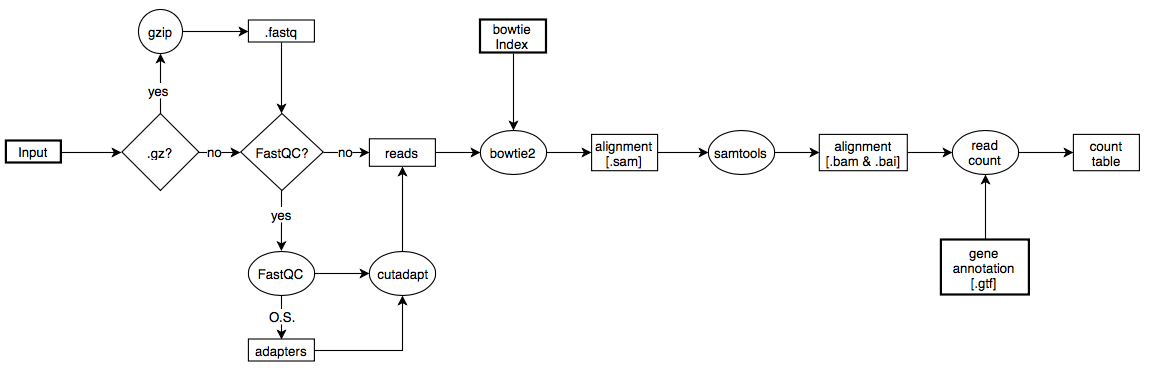 gzip
.fastq
bowtie
Index
yes
Input
.gz?
no
FastQC?
no
reads
bowtie2
alignment
[.sam]
samtools
alignment
[.bam & .bai]
read
count
count
table
yes
FastQC
cutadapt
gene
annotation
[.gtf]
O.S.
adapters